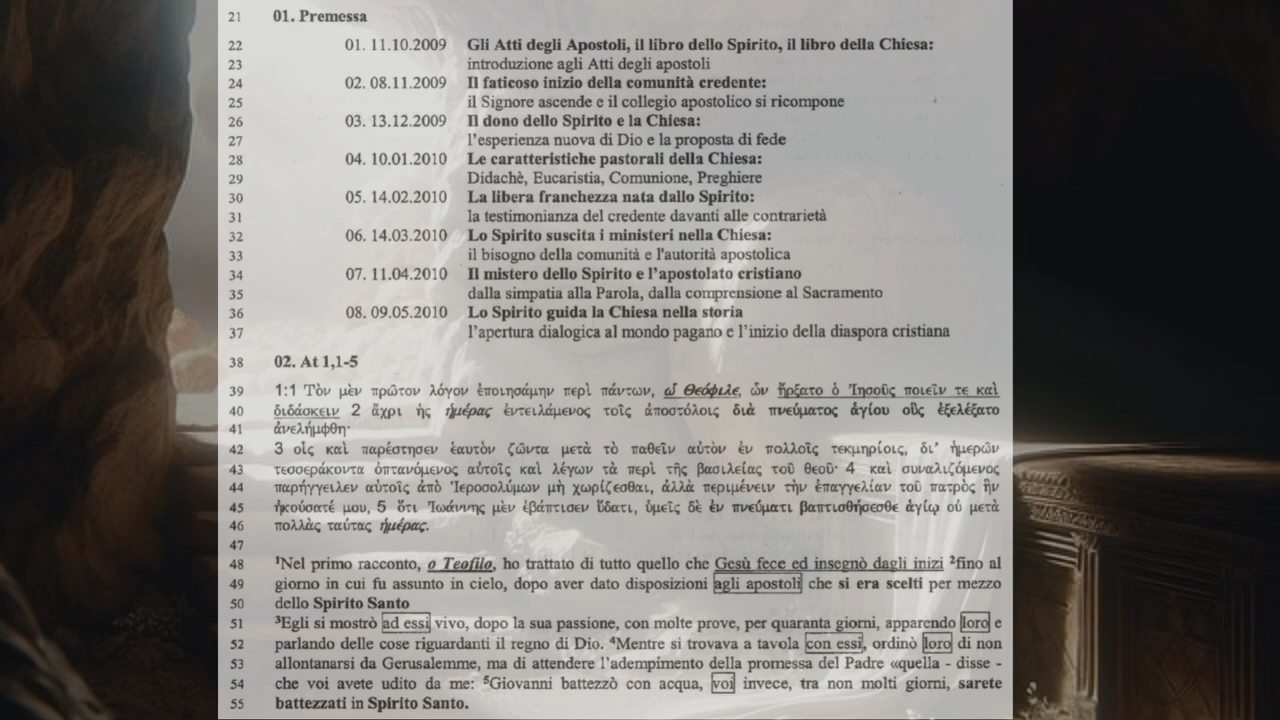 21 01. Premessa
22 01. 11.10.2009 Gli Atti degli Apostoli, il libro dello Spirito, il libro della Chiesa:
23 introduzione agli Atti degli apostoli
24 02. 08.11.2009 Il faticoso inizio della comunità credente:
25 il Signore ascende e il collegio apostolico si ricompone
26 03. 13.12.2009 Il dono dello Spirito e la Chiesa:
27 l'esperienza nuova di Dio e la proposta di fede
28 04. 10.01.2010 Le caratteristiche pastorali della Chiesa:
29 Didachè, Eucaristia, Comunione, Preghiere
30 05. 14.02.2010 La libera franchezza nata dallo Spirito:
31 la testimonianza del credente davanti alle contrarietà
32 06. 14.03.2010 Lo Spirito suscita i ministeri nella Chiesa:
33 il bisogno della comunità e l'autorità apostolica
34 07. 11.04.2010 Il mistero dello Spirito e l'apostolato cristiano
35 dalla simpatia alla Parola, dalla comprensione al Sacramento
36 08. 09.05.2010 Lo Spirito guida la Chiesa nella storia
37 l'apertura dialogica al mondo pagano e l'inizio della diaspora cristiana
38 02. At 1,1-5
39 1:1 Τὸν μὲν πρῶτον λόγον ἐποιησάμην περὶ πάντων, ὦ Θεόφιλε, ὧν ἤρξατο ὁ Ἰησοῦς ποιεῖν τε καὶ
40 διδάσκειν 2 ἄχρι ἧς ἡμέρας ἐντειλάμενος τοῖς ἀποστόλοις διὰ πνεύματος ἁγίου οὓς ἐξελέξατο
41 ἀνελήμφθη·
42 3 οἷς καὶ παρέστησεν ἑαυτὸν ζῶντα μετὰ τὸ παθεῖν αὐτὸν ἐν πολλοῖς τεκμηρίοις, δι' ἡμερῶν
43 τεσσεράκοντα ὀπτανόμενος αὐτοῖς καὶ λέγων τὰ περὶ τῆς βασιλείας τοῦ θεοῦ· 4 καὶ συναλιζόμενος
44 παρήγγειλεν αὐτοῖς ἀπὸ Ἱεροσολύμων μὴ χωρίζεσθαι, ἀλλὰ περιμένειν τὴν ἐπαγγελίαν τοῦ πατρὸς ἣν
45 ἠκούσατέ μου, 5 ὅτι Ἰωάννης μὲν ἐβάπτισεν ὕδατι, ὑμεῖς δὲ ἐν πνεύματι βαπτισθήσεσθε ἁγίῳ οὐ μετὰ
46 πολλὰς ταύτας ἡμέρας.
47
48 ¹Nel primo racconto, o Teofilo, ho trattato di tutto quello che Gesù fece ed insegnò dagli inizi ²fino al
49 giorno in cui fu assunto in cielo, dopo aver dato disposizioni agli apostoli che si era scelti per mezzo
50 dello Spirito Santo
51 ³Egli si mostrò ad essi vivo, dopo la sua passione, con molte prove, per quaranta giorni, apparendo loro e
52 parlando delle cose riguardanti il regno di Dio. ⁴Mentre si trovava a tavola con essi, ordinò loro di non
53 allontanarsi da Gerusalemme, ma di attendere l'adempimento della promessa del Padre «quella - disse -
54 che voi avete udito da me: ⁵Giovanni battezzò con acqua, voi invece, tra non molti giorni, sarete
55 battezzati in Spirito Santo.